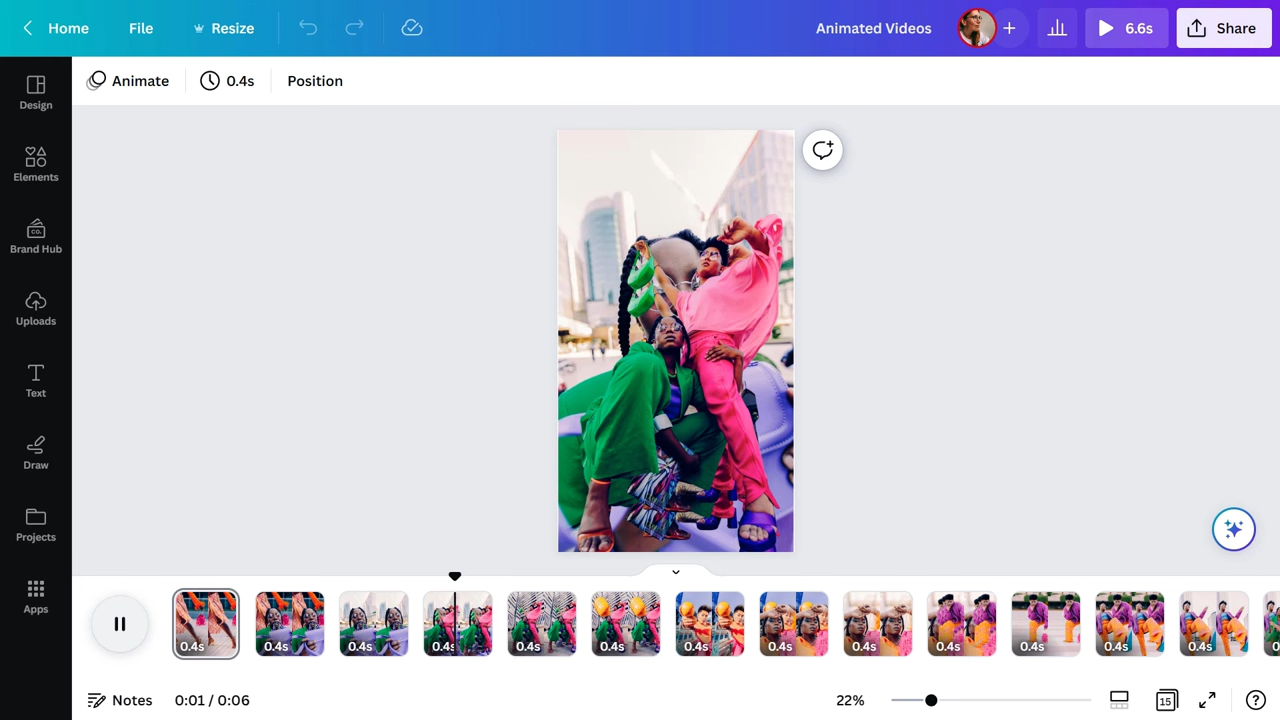 Home
File
Resize
Animated Videos
6.6s
Share
Animate
0.4s
Position
Design
Elements
CO.
Brand Hub
Uploads
Text
Draw
Projects
Apps
0.4s
0.4s
0.4s
0.4s
0.4s
0.4s
0.4s
0.4s
0.4s
0.4s
0.4s
0.4s
0.4s
0
Notes
0:01 / 0:06
22%
15